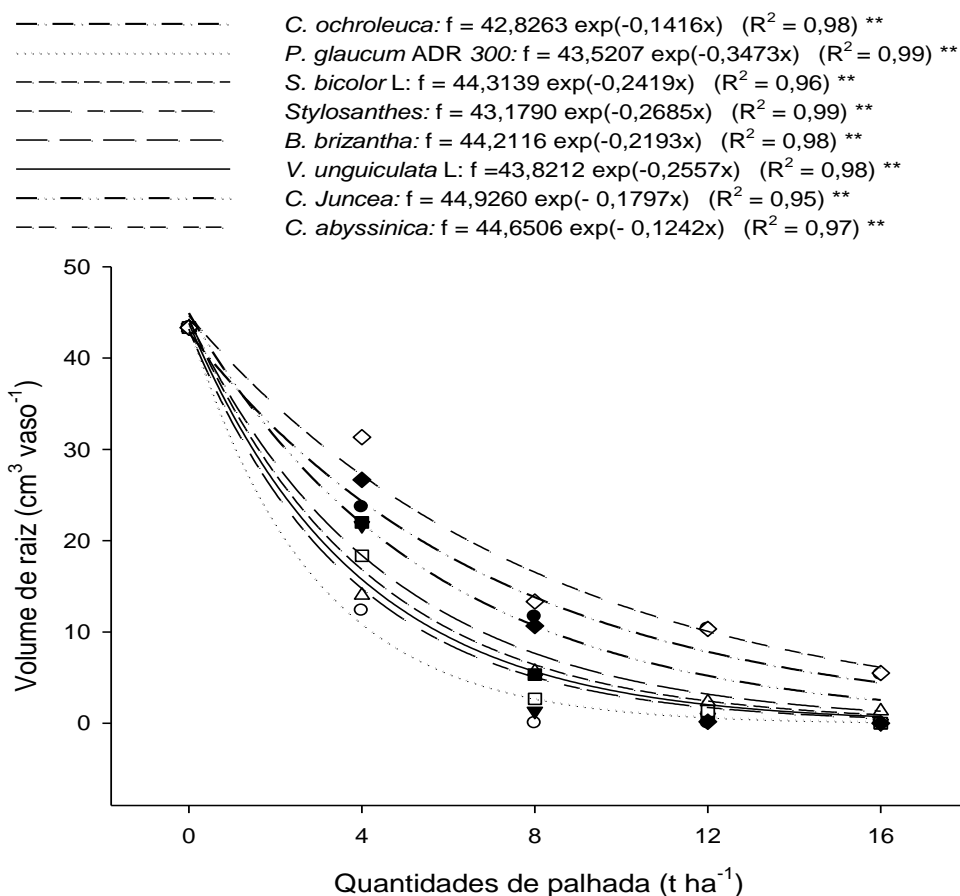 C. ochroleuca: f = 42,8263 exp(-0,1416x) (R² = 0,98) **
P. glaucum ADR 300: f = 43,5207 exp(-0,3473x) (R² = 0,99) **
S. bicolor L: f = 44,3139 exp(-0,2419x) (R² = 0,96) **
Stylosanthes: f = 43,1790 exp(-0,2685x) (R² = 0,99) **
B. brizantha: f = 44,2116 exp(-0,2193x) (R² = 0,98) **
V. unguiculata L: f =43,8212 exp(-0,2557x) (R² = 0,98) **
C. Juncea: f = 44,9260 exp(- 0,1797x) (R² = 0,95) **
C. abyssinica: f = 44,6506 exp(- 0,1242x) (R² = 0,97) **
50
40
30
20
10
0
Volume de raiz (cm³ vaso⁻¹)
0 4 8 12 16
Quantidades de palhada (t ha⁻¹)